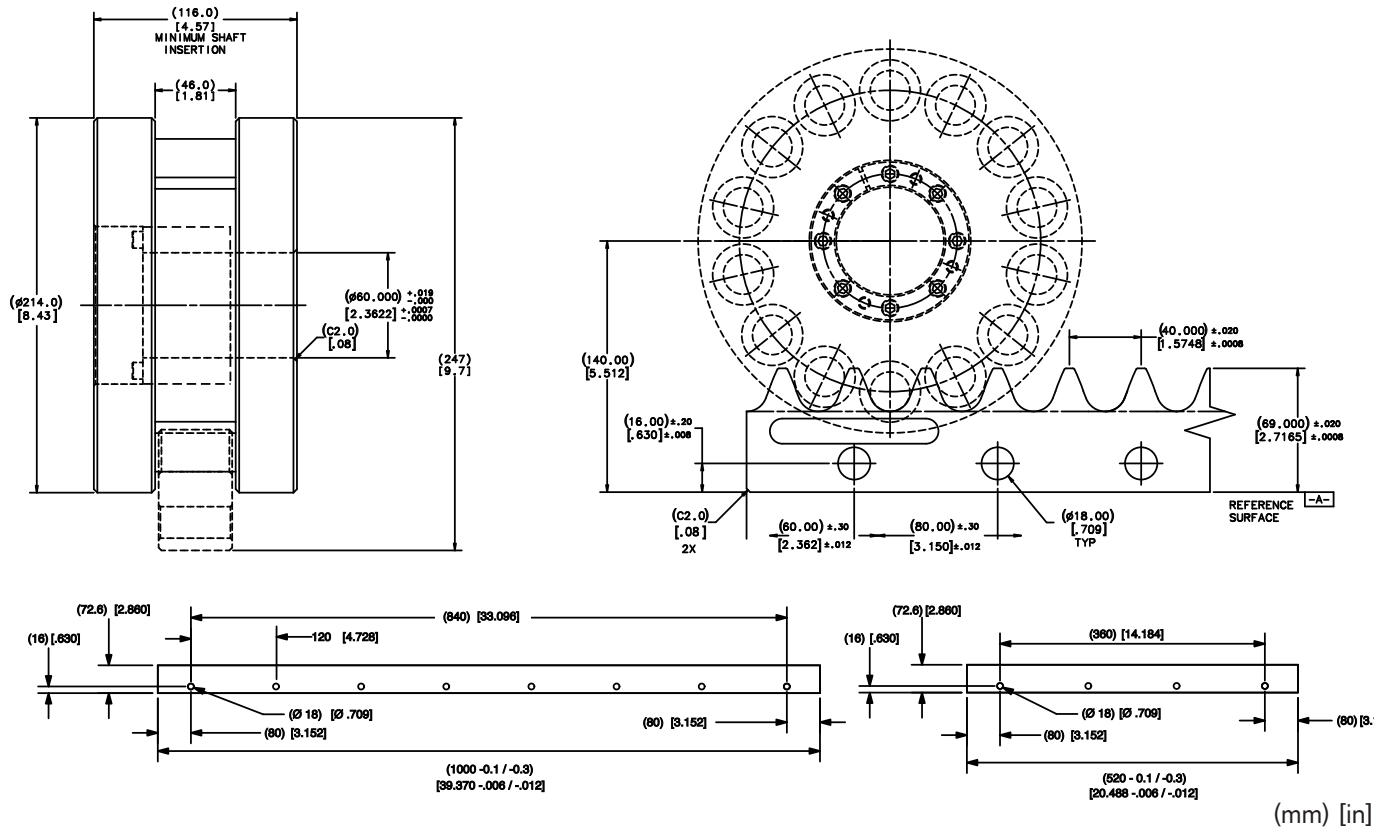 (116.0)
[4.57]
MINIMUM SHAFT
INSERTION
(46.0)
[1.81]
(ø214.0)
[8.43]
(ø60.000) +.019 -.000
[2.3622] +.0007 -.0000
(C2.0)
[.08]
(247)
[9.7]
(140.00)
[5.512]
(40.000) ±.020
[1.5748] ±.0008
(16.00)±.20
[.630]±.008
(69.000) ±.020
[2.7165] ±.0008
(C2.0)
[.08]
2X
(60.00) ±.30
[2.362]±.012
(80.00) ±.30
[3.150]±.012
(ø18.00)
[.709]
TYP
REFERENCE
SURFACE
-A-
(72.6) [2.860]
(16) [.630]
(840) [33.096]
120 [4.728]
(Ø 18) [Ø .709]
(80) [3.152]
(80) [3.152]
(1000 -0.1 / -0.3)
[39.370 -.006 / -.012]
(72.6) [2.860]
(16) [.630]
(360) [14.184]
(Ø 18) [Ø .709]
(80) [3.152]
(80) [3.
(520 - 0.1 / -0.3)
[20.488 -.006 / -.012]
(mm) [in]